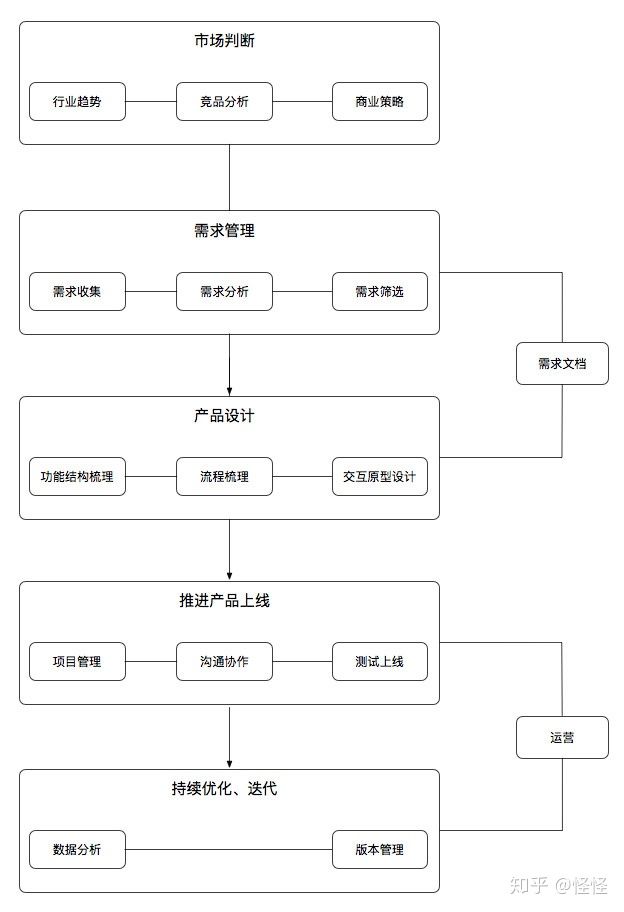 市场判断
行业趋势
竞品分析
商业策略
需求管理
需求收集
需求分析
需求筛选
需求文档
产品设计
功能结构梳理
流程梳理
交互原型设计
推进产品上线
项目管理
沟通协作
测试上线
运营
持续优化、迭代
数据分析
版本管理
知乎 @怪怪